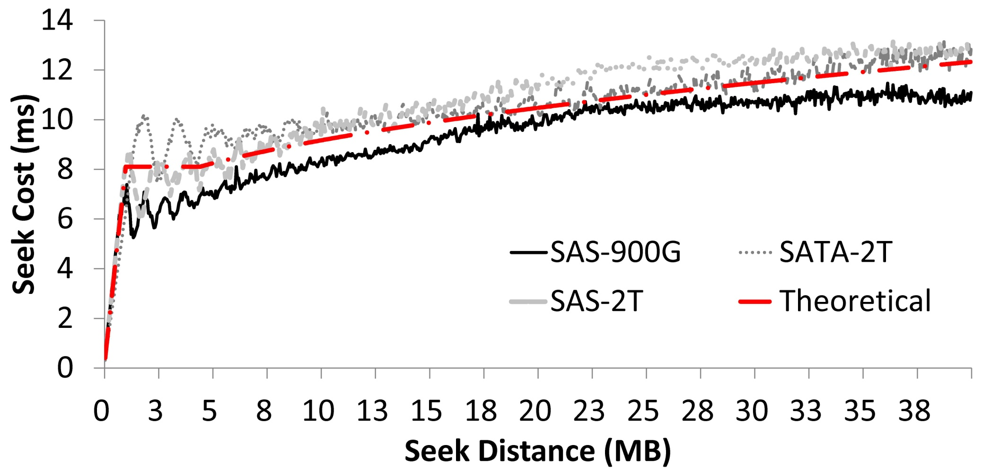 14
12
10
8
6
4
2
0
Seek Cost (ms)
SAS-900G SATA-2T
SAS-2T Theoretical
0 3 5 8 10 13 15 18 20 23 25 28 30 33 35 38
Seek Distance (MB)